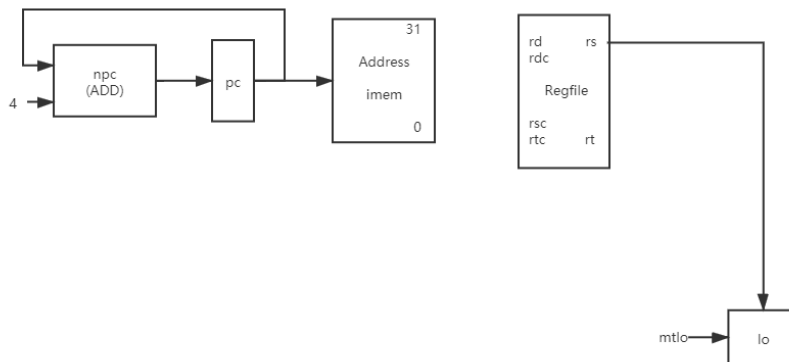 npc
(ADD)
4
pc
31
Address
imem
0
rd rs
rdc
Regfile
rsc
rtc rt
mtlo
lo